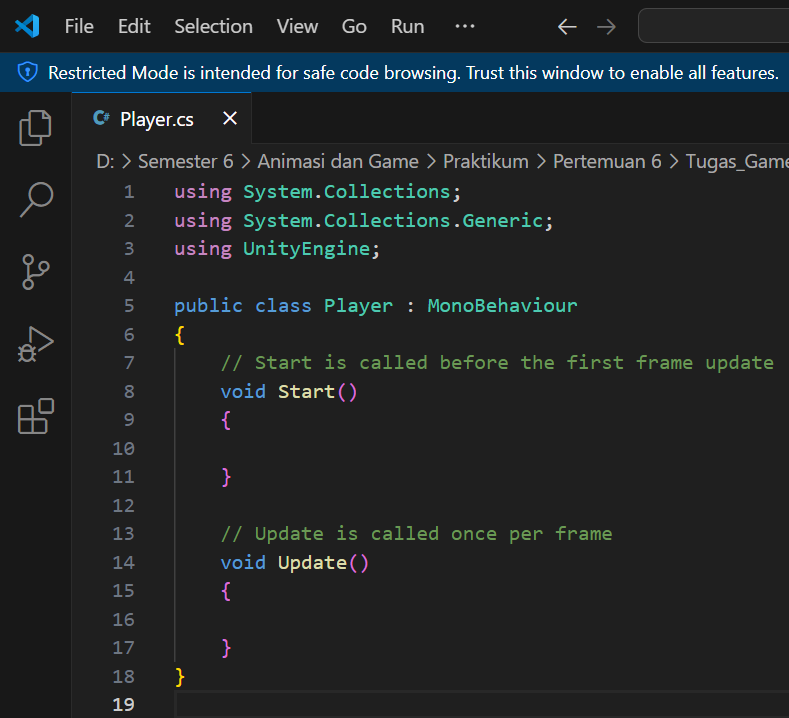 File Edit Selection View Go Run ...
Restricted Mode is intended for safe code browsing. Trust this window to enable all features.
C# Player.cs
D: > Semester 6 > Animasi dan Game > Praktikum > Pertemuan 6 > Tugas_Game
1 using System.Collections;
2 using System.Collections.Generic;
3 using UnityEngine;
4
5 public class Player : MonoBehaviour
6 {
7     // Start is called before the first frame update
8     void Start()
9     {
10
11     }
12
13     // Update is called once per frame
14     void Update()
15     {
16
17     }
18 }
19